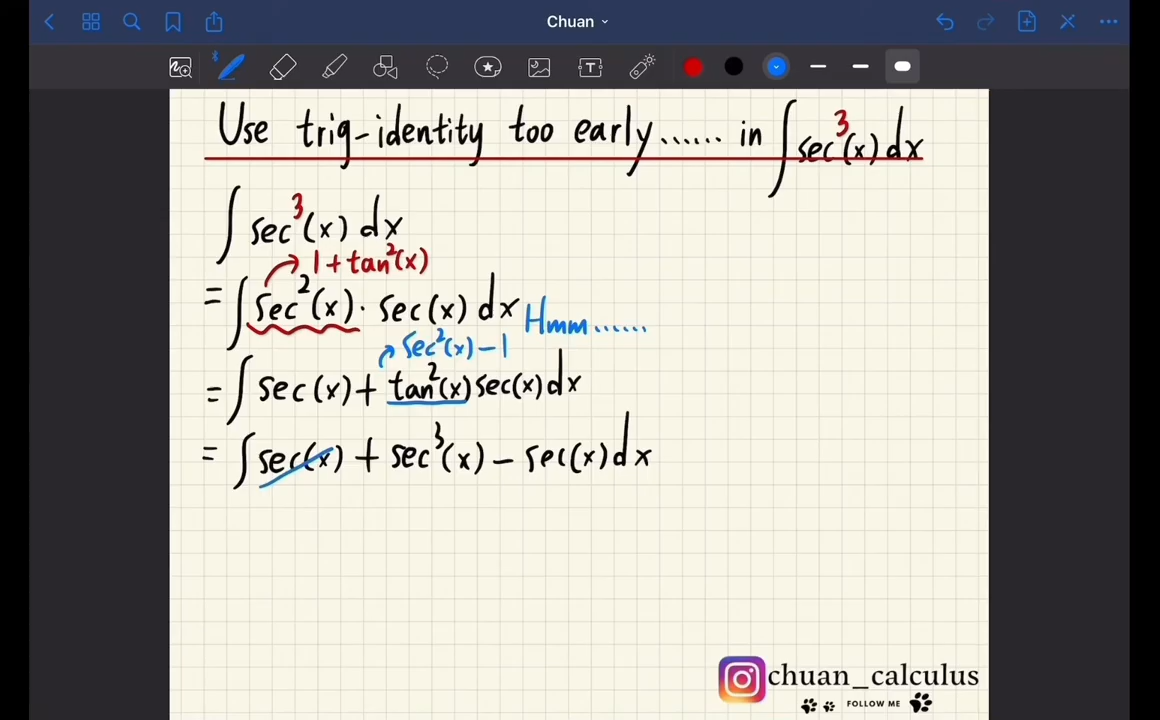 Chuan
Use trig-identity too early...... in ∫ sec³(x) dx
∫ sec³(x) dx
1 + tan²(x)
= ∫ sec²(x) · sec(x) dx Hmm......
sec²(x) - 1
= ∫ sec(x) + tan²(x) sec(x) dx
= ∫ sec(x) + sec³(x) - sec(x) dx
chuan_calculus
FOLLOW ME